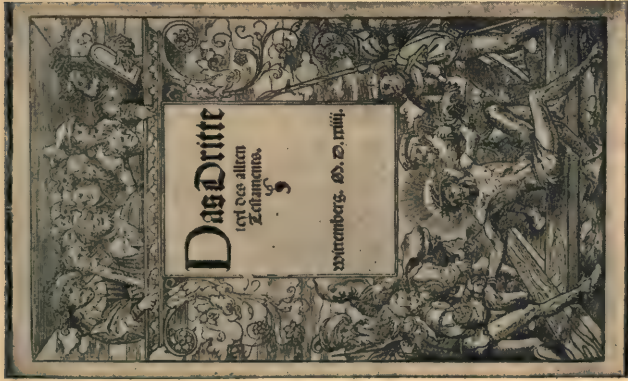 Das Dritte
teyl des allten
Testaments.
Wittemberg. M. D. xxiiij.